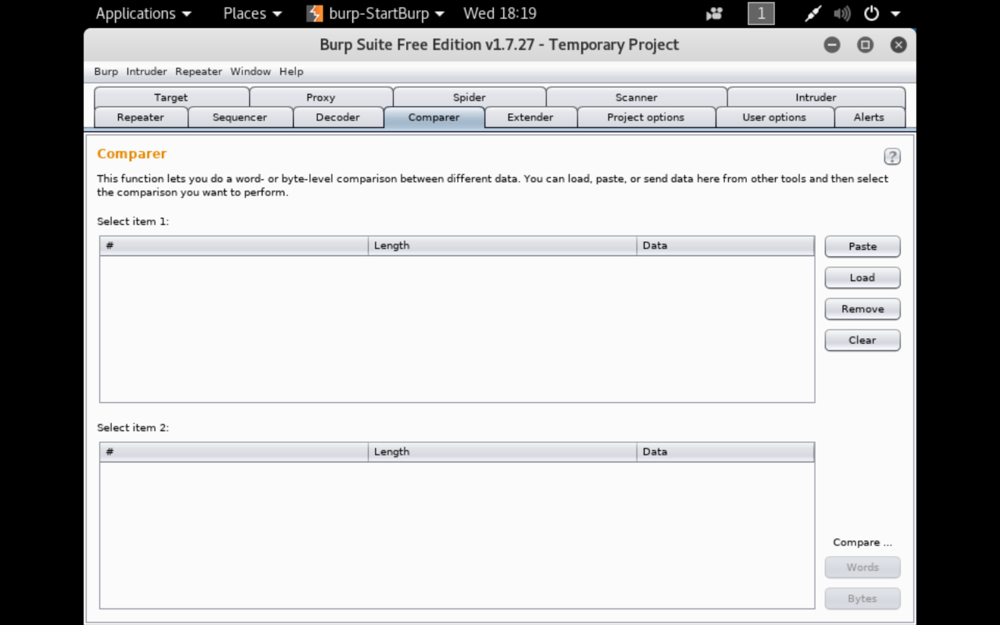 Applications Places burp-StartBurp Wed 18:19 1
Burp Suite Free Edition v1.7.27 - Temporary Project
Burp Intruder Repeater Window Help
Target Proxy Spider Scanner Intruder
Repeater Sequencer Decoder Comparer Extender Project options User options Alerts
Comparer
?
This function lets you do a word- or byte-level comparison between different data. You can load, paste, or send data here from other tools and then select
the comparison you want to perform.
Select item 1:
# Length Data
Paste
Load
Remove
Clear
Select item 2:
# Length Data
Compare ...
Words
Bytes